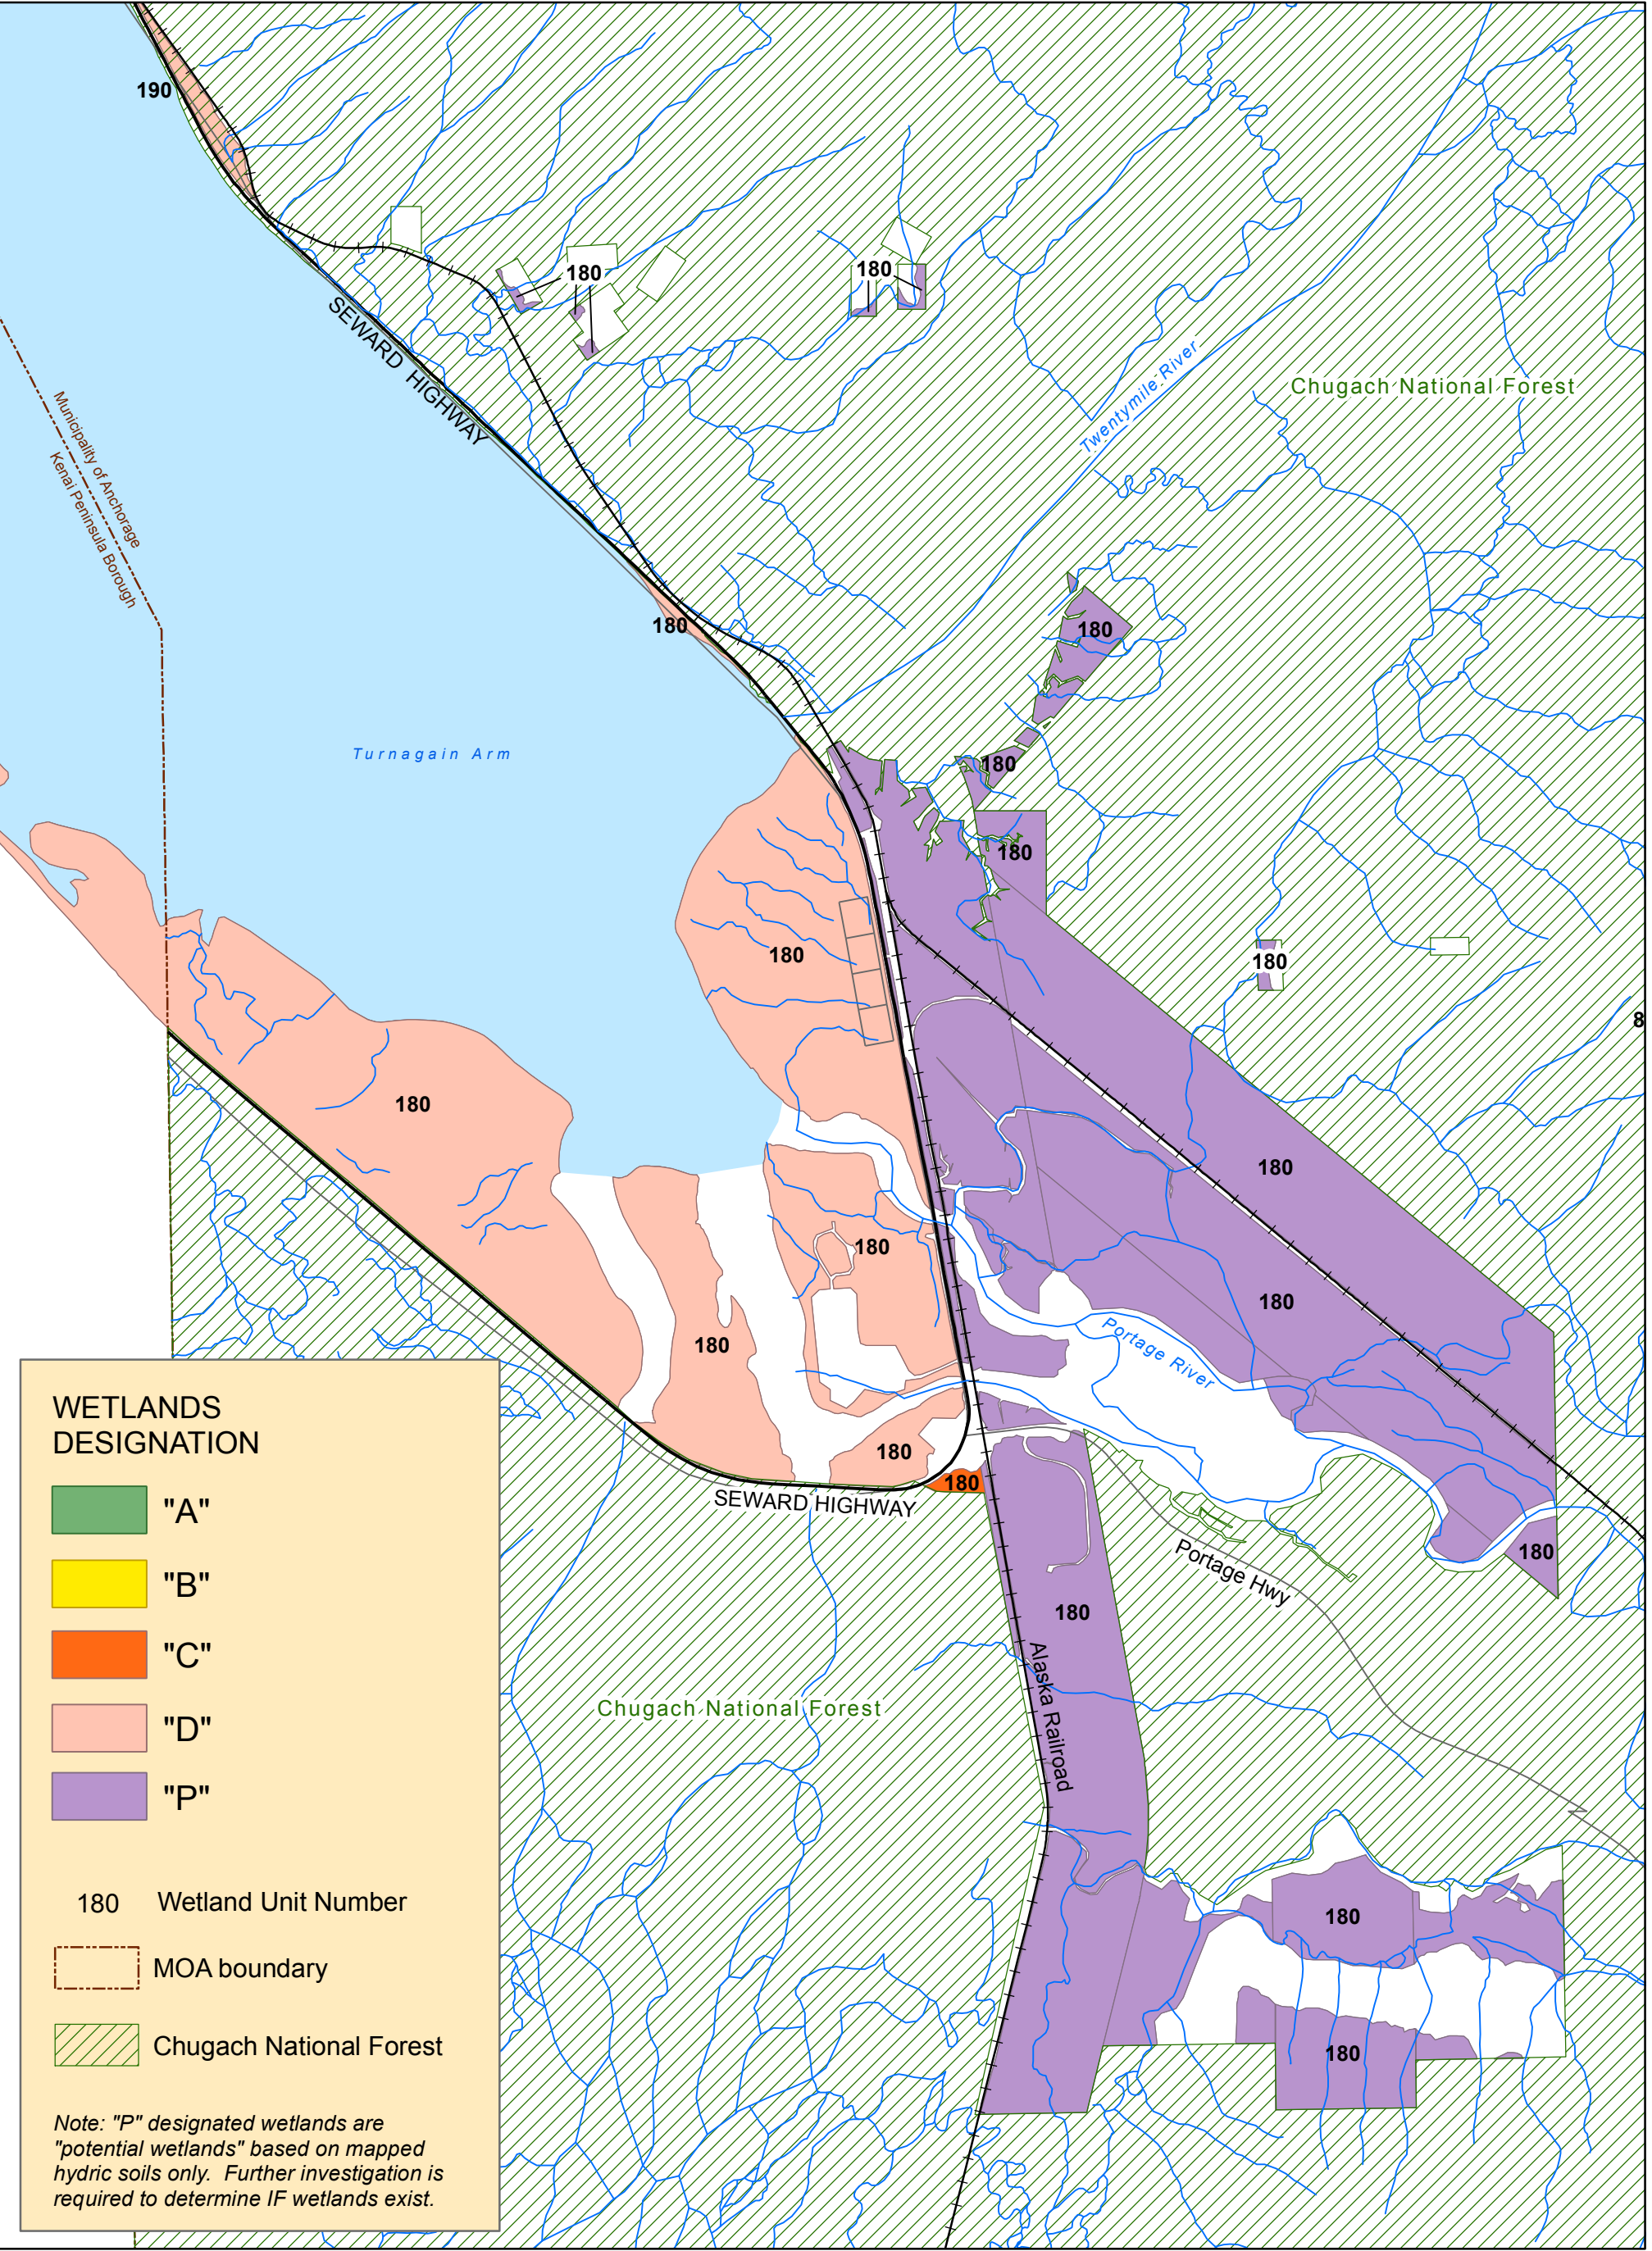 190
180
180
SEWARD HIGHWAY
Chugach National Forest
Twentymile River
Municipality of Anchorage
Kenai Peninsula Borough
180
180
Turnagain Arm
180
180
180
180
8
180
180
180
180
180
Portage River
180
180
180
SEWARD HIGHWAY
180
Portage Hwy
180
Alaska Railroad
Chugach National Forest
180
180
WETLANDS
DESIGNATION
"A"
"B"
"C"
"D"
"P"
180 Wetland Unit Number
MOA boundary
Chugach National Forest
Note: "P" designated wetlands are
"potential wetlands" based on mapped
hydric soils only. Further investigation is
required to determine IF wetlands exist.